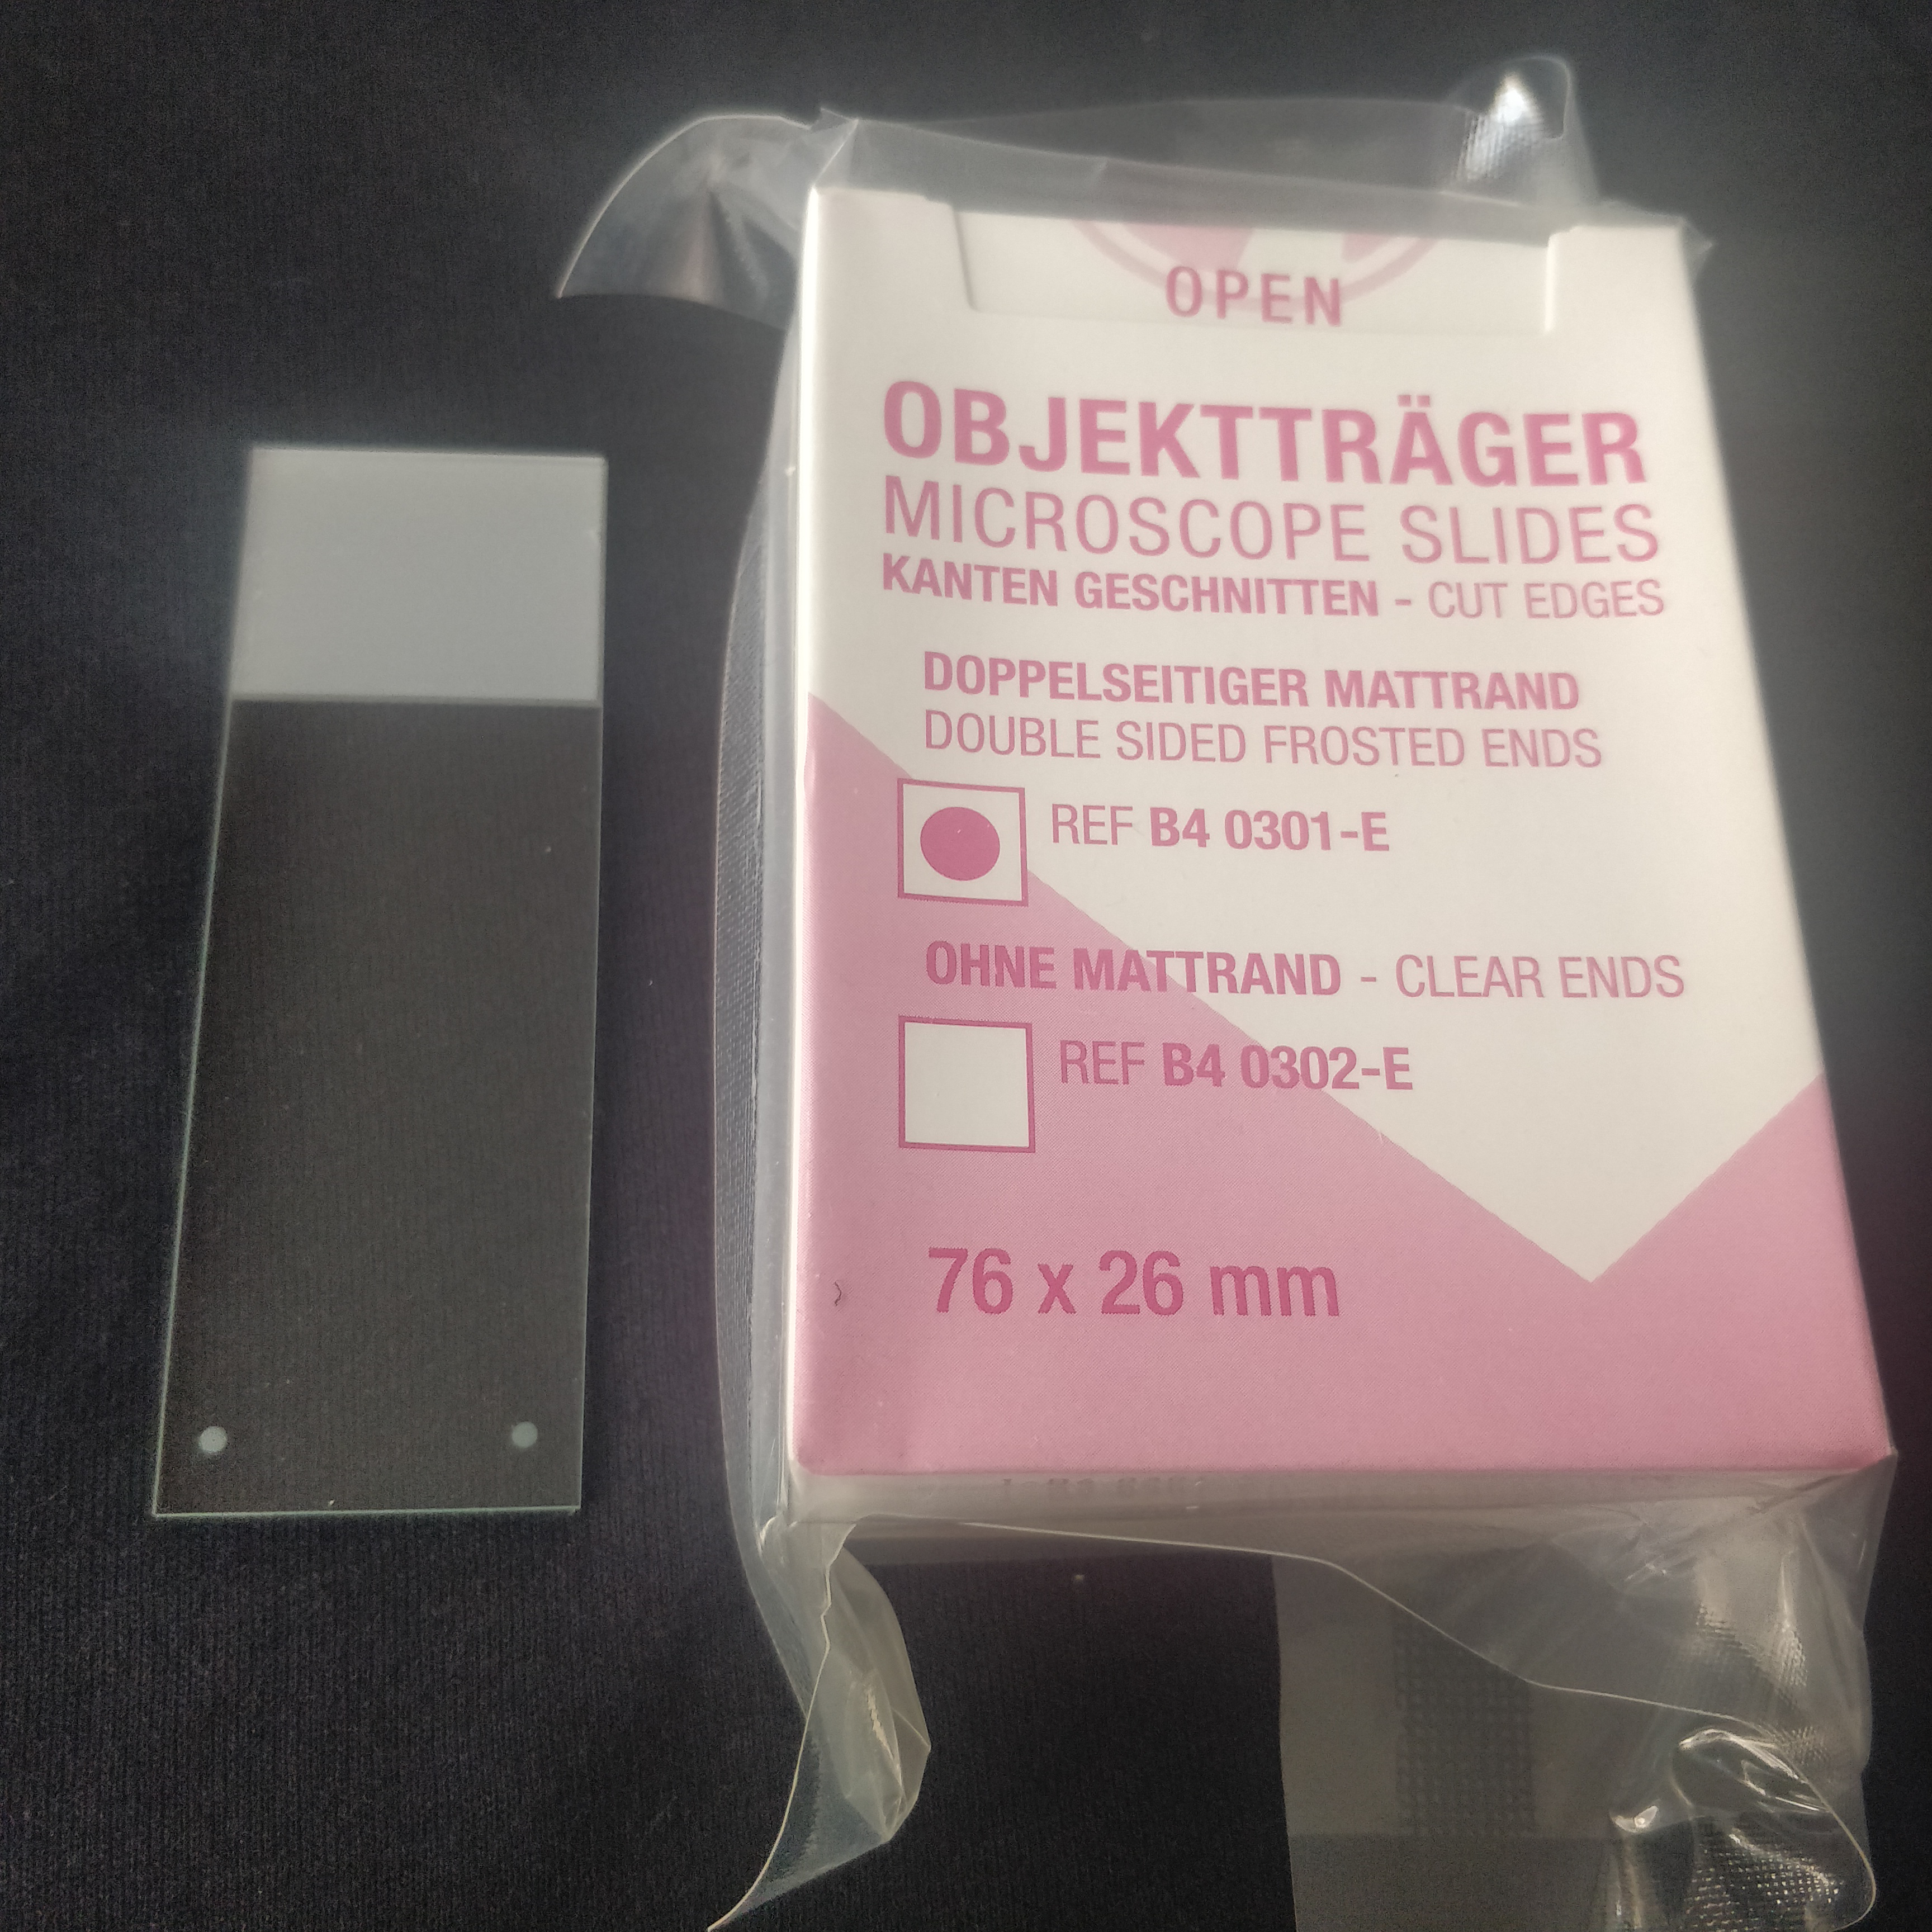 OPEN
OBJEKTTRÄGER
MICROSCOPE SLIDES
KANTEN GESCHNITTEN - CUT EDGES
DOPPELSEITIGER MATTRAND
DOUBLE SIDED FROSTED ENDS
REF B4 0301-E
OHNE MATTRAND - CLEAR ENDS
REF B4 0302-E
76 x 26 mm